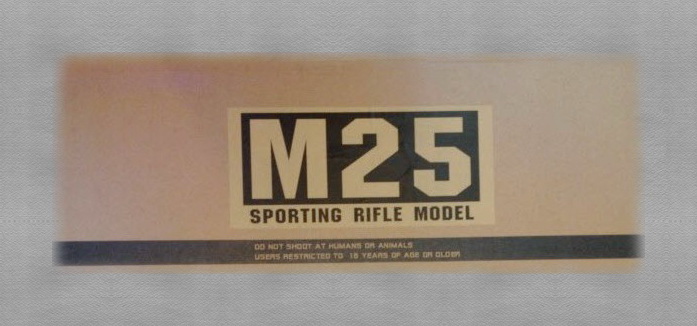 M25
SPORTING RIFLE MODEL
DO NOT SHOOT AT HUMANS OR ANIMALS
USERS RESTRICTED TO 18 YEARS OF AGE OR OLDER